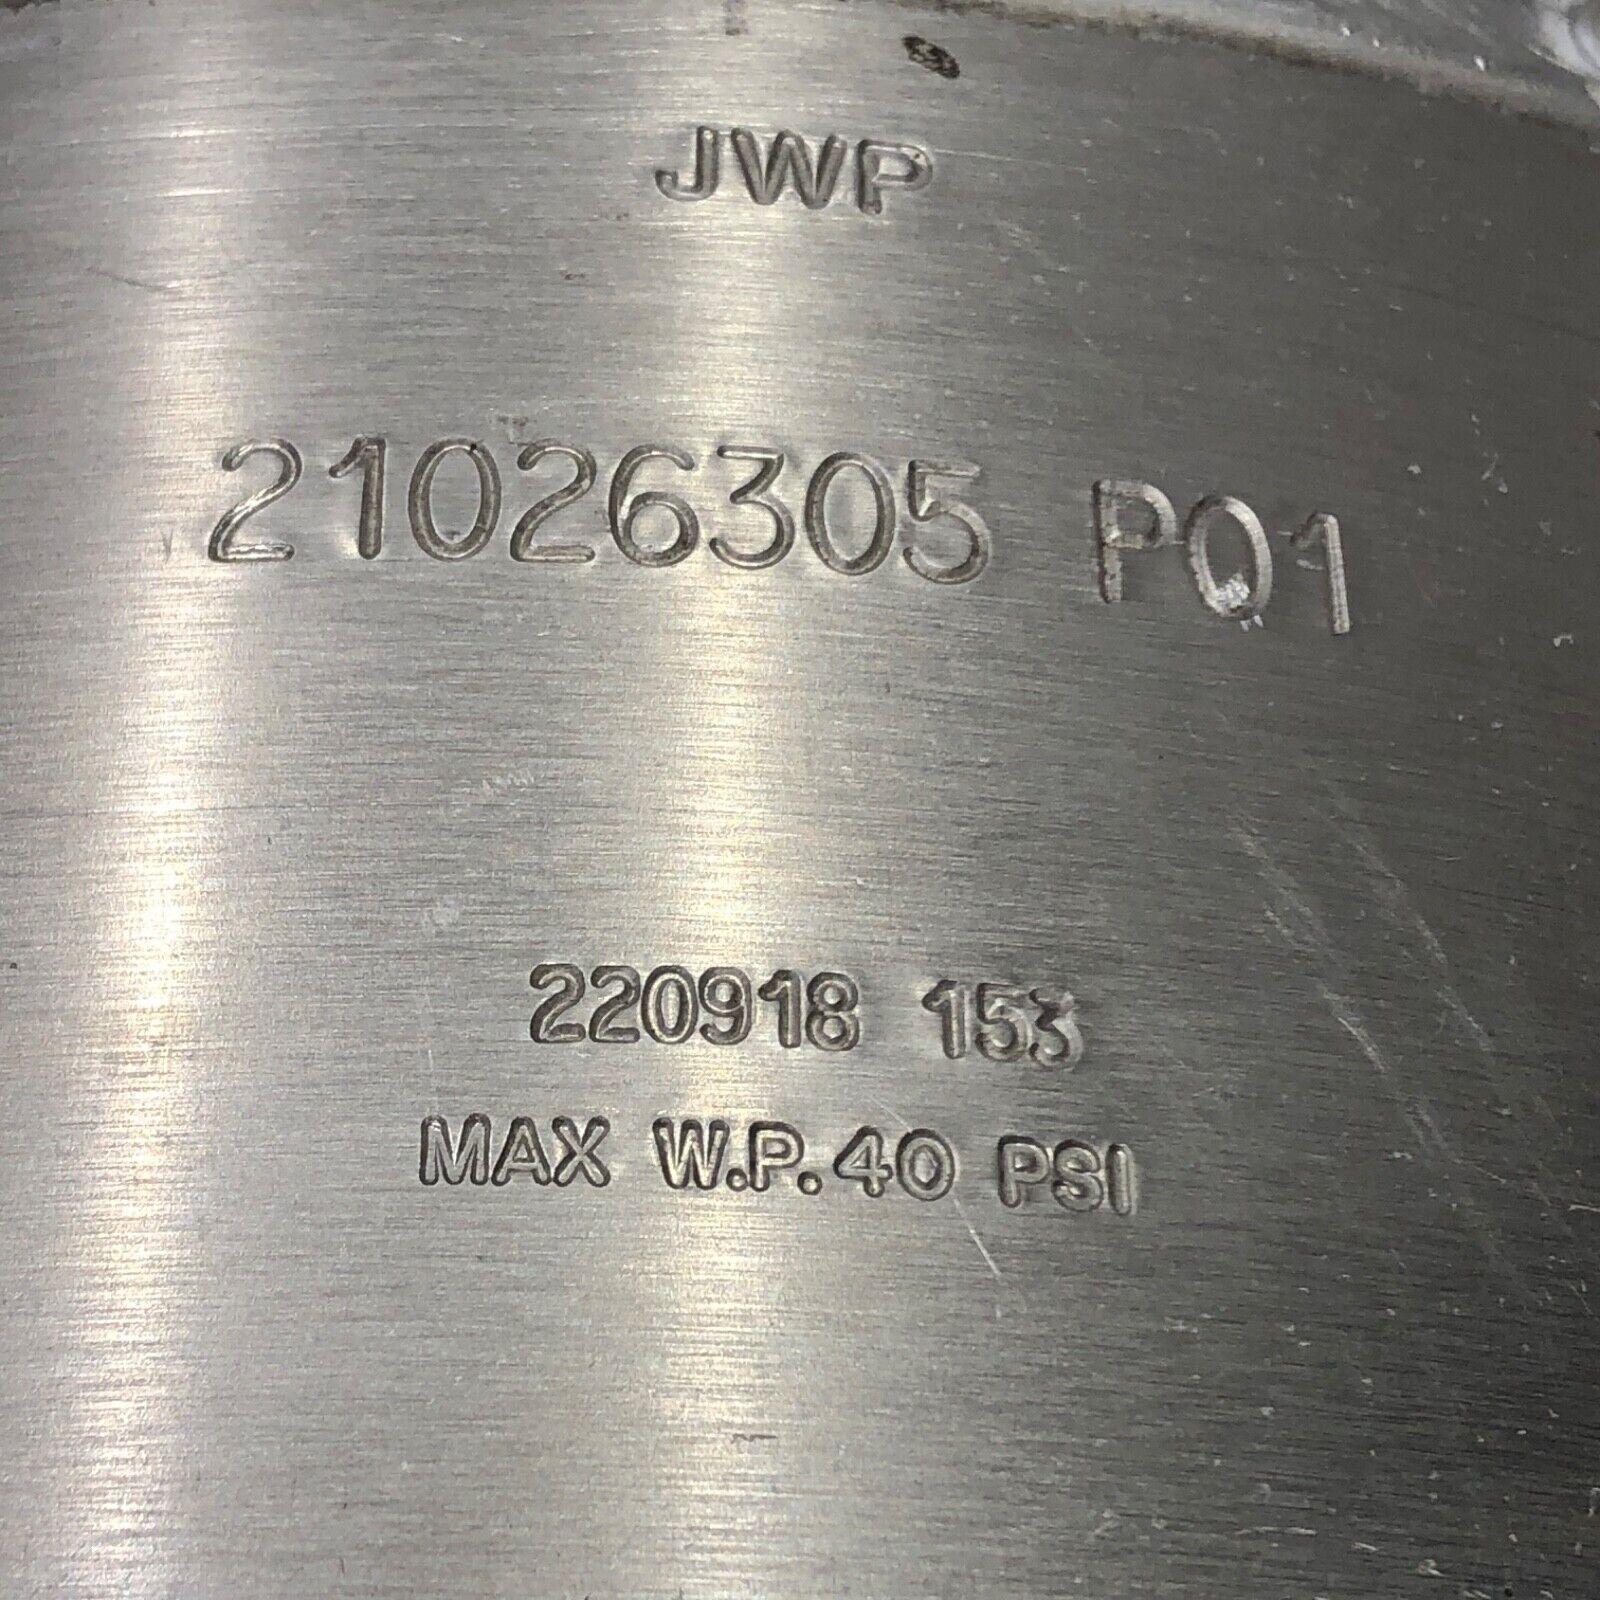 JWP
21026305 P01
220918 153
MAX W.P. 40 PSI